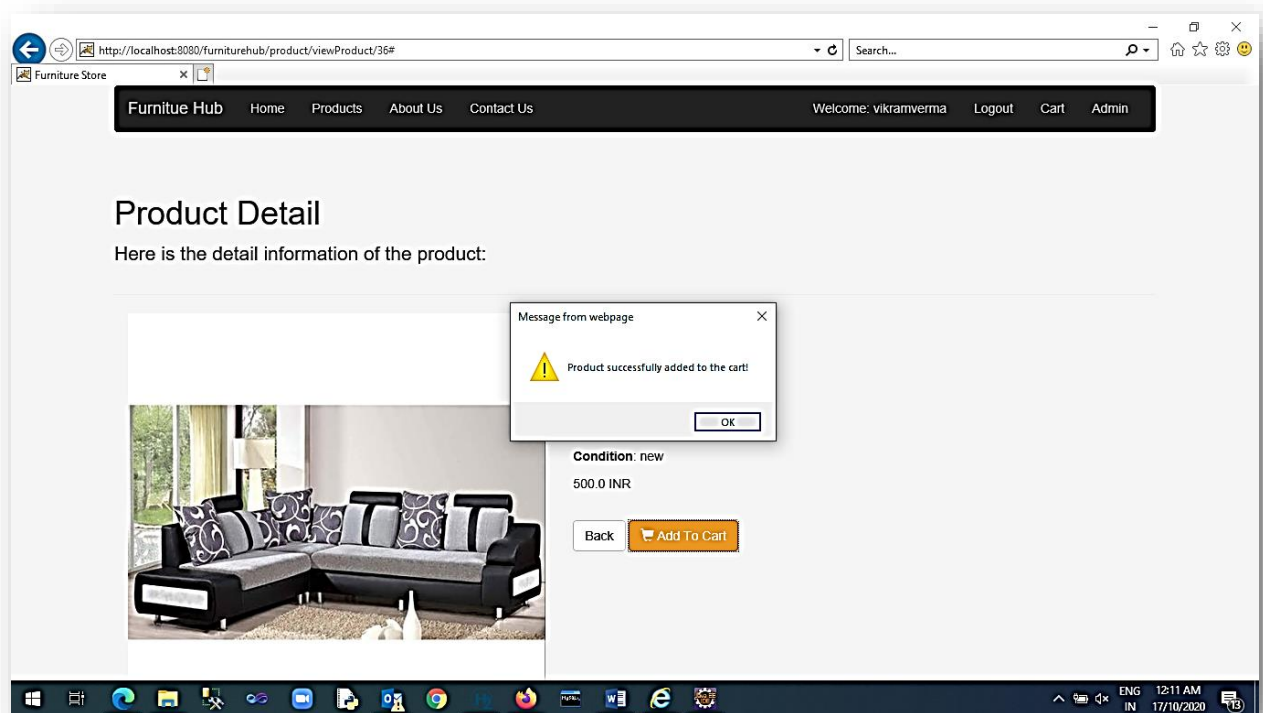 http://localhost:8080/furniturehub/product/viewProduct/36#
Search...
Furniture Store
Furnitue Hub Home Products About Us Contact Us Welcome: vikramverma Logout Cart Admin
Product Detail
Here is the detail information of the product:
Message from webpage
Product successfully added to the cart!
OK
Condition: new
500.0 INR
Back Add To Cart
ENG 12:11 AM
IN 17/10/2020
13